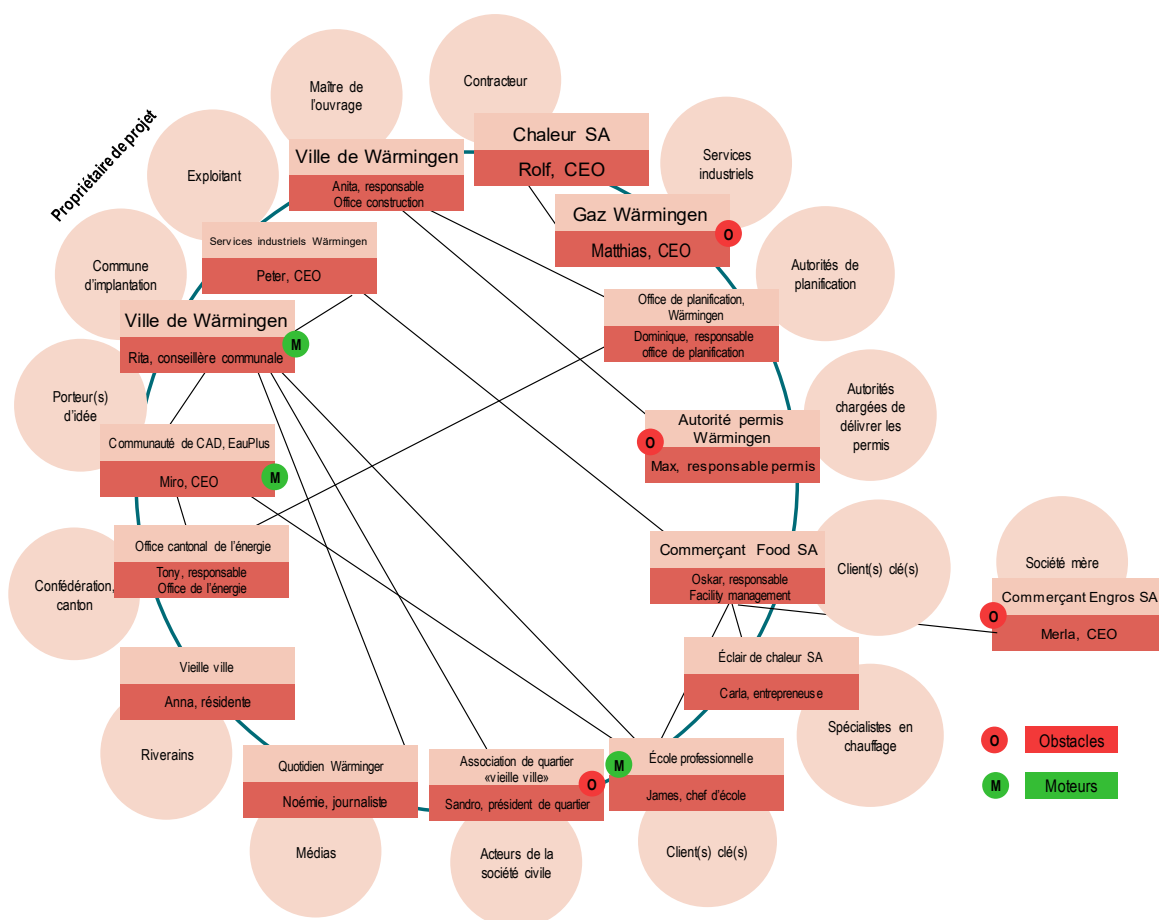 Propriétaire de projet
Contracteur
Chaleur SA
Rolf, CEO
Maître de
l'ouvrage
Ville de Wärmingen
Anita, responsable
Office construction
Services
industriels
Gaz Wärmingen
O
Matthias, CEO
Exploitant
Services industriels Wärmingen
Peter, CEO
Autorités de
planification
Office de planification,
Wärmingen
Dominique, responsable
office de planification
Commune
d'implantation
Ville de Wärmingen
Rita, conseillère communale
M
Autorités
chargées de
délivrer les
permis
Autorité permis
Wärmingen
O
Max, responsable permis
Porteur(s)
d'idée
Communauté de CAD, EauPlus
Miro, CEO
M
Client(s) clé(s)
Commerçant Food SA
Oskar, responsable
Facility management
Société mère
Commerçant Engros SA
O
Merla, CEO
Confédération,
canton
Office cantonal de l'énergie
Tony, responsable
Office de l'énergie
Éclair de chaleur SA
Carla, entrepreneuse
Spécialistes en
chauffage
Vieille ville
Anna, résidente
Riverains
Quotidien Wärminger
Noémie, journaliste
Médias
Association de quartier
«vieille ville»
O
Sandro, président de quartier
Acteurs de la
société civile
M
École professionnelle
James, chef d'école
Client(s) clé(s)
O Obstacles
M Moteurs